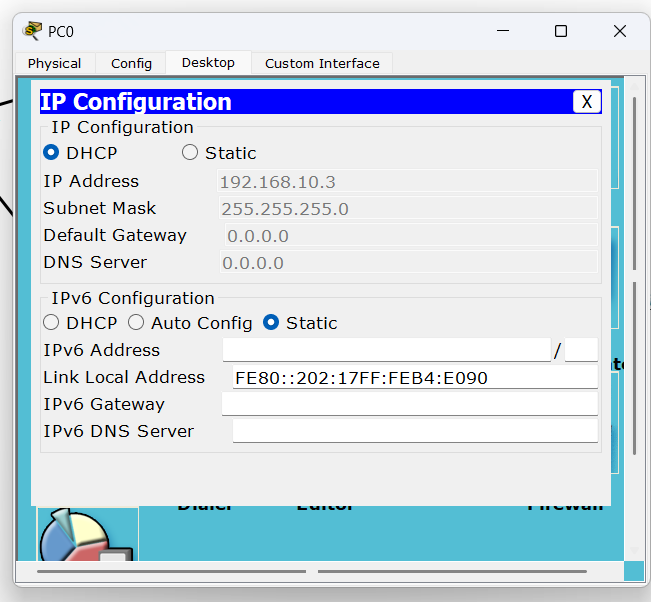 PC0
Physical Config Desktop Custom Interface
IP Configuration X
IP Configuration
DHCP Static
IP Address 192.168.10.3
Subnet Mask 255.255.255.0
Default Gateway 0.0.0.0
DNS Server 0.0.0.0
IPv6 Configuration
DHCP Auto Config Static
IPv6 Address /
Link Local Address FE80::202:17FF:FEB4:E090
IPv6 Gateway
IPv6 DNS Server
Dialer Editor Firewall